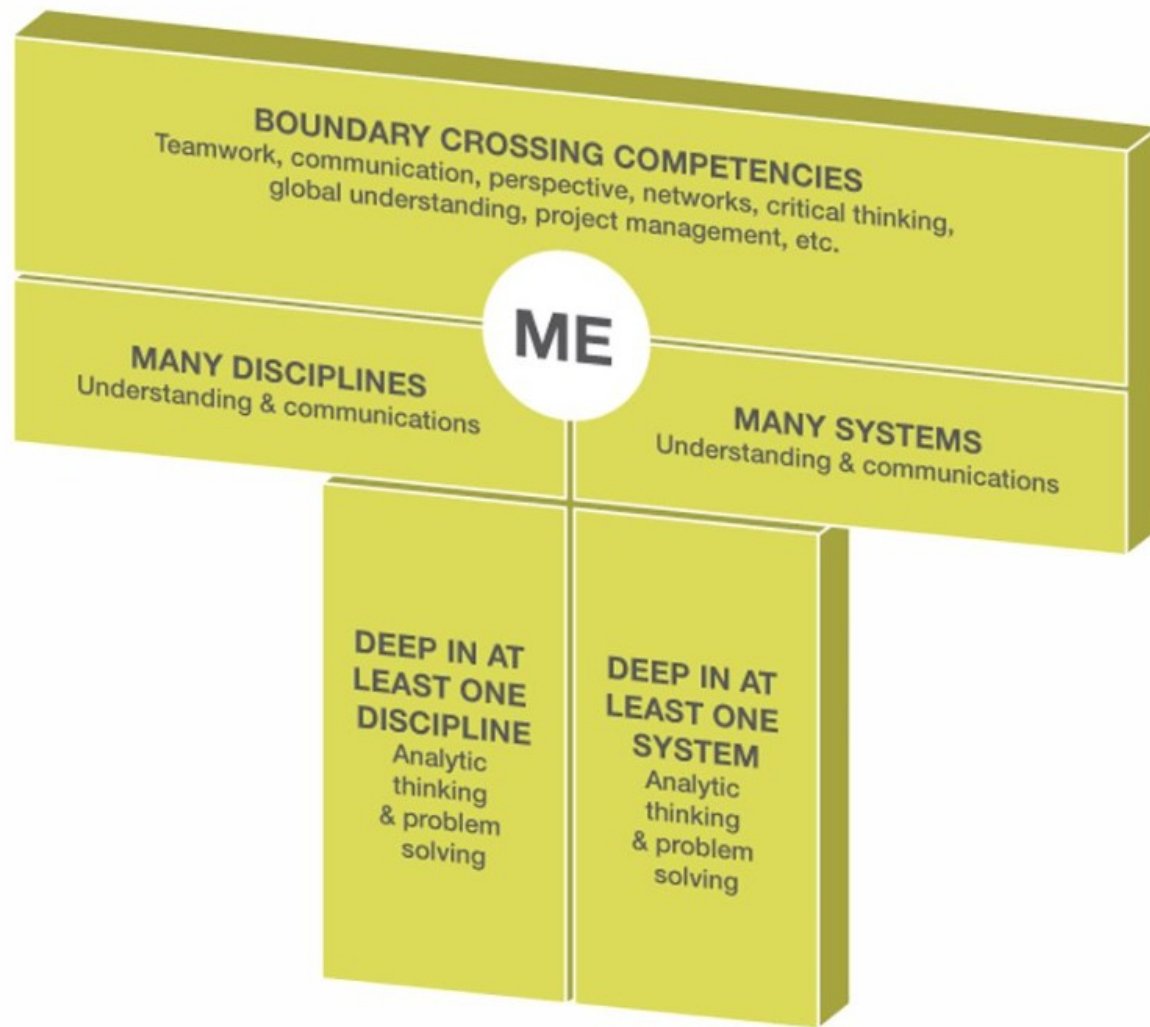 BOUNDARY CROSSING COMPETENCIES
Teamwork, communication, perspective, networks, critical thinking,
global understanding, project management, etc.
ME
MANY DISCIPLINES
Understanding & communications
MANY SYSTEMS
Understanding & communications
DEEP IN AT
LEAST ONE
DISCIPLINE
Analytic
thinking
& problem
solving
DEEP IN AT
LEAST ONE
SYSTEM
Analytic
thinking
& problem
solving